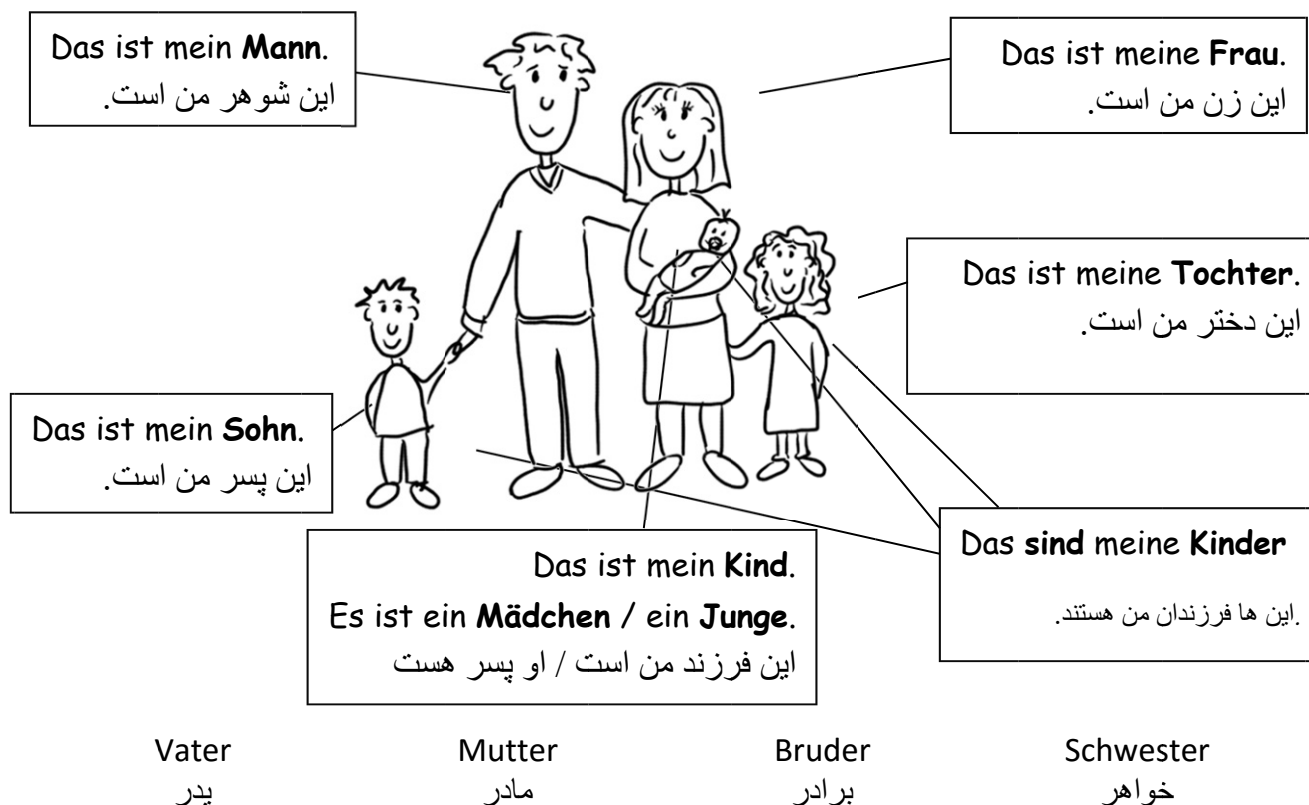 Das ist mein Mann.
این شوهر من است.
Das ist meine Frau.
این زن من است.
Das ist meine Tochter.
این دختر من است.
Das ist mein Sohn.
این پسر من است.
Das ist mein Kind.
Es ist ein Mädchen / ein Junge.
این فرزند من است / او پسر هست
Das sind meine Kinder
.این ها فرزندان من هستند.
Vater Mutter Bruder Schwester
پدر مادر برادر خواهر